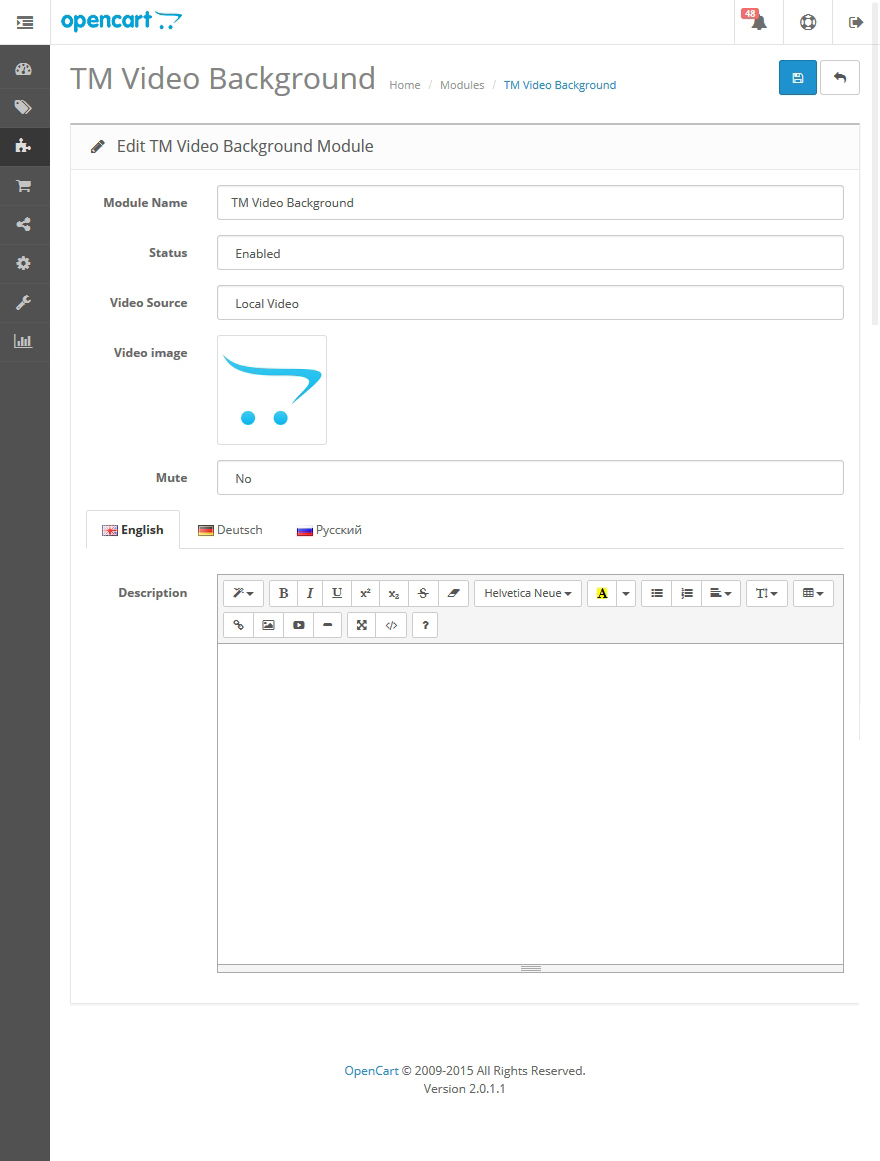 opencart
48
TM Video Background Home / Modules / TM Video Background
Edit TM Video Background Module
Module Name TM Video Background
Status Enabled
Video Source Local Video
Video image
Mute No
English Deutsch Русский
Description
B I U x² x₂ S Helvetica Neue A T
</> ?
OpenCart © 2009-2015 All Rights Reserved.
Version 2.0.1.1